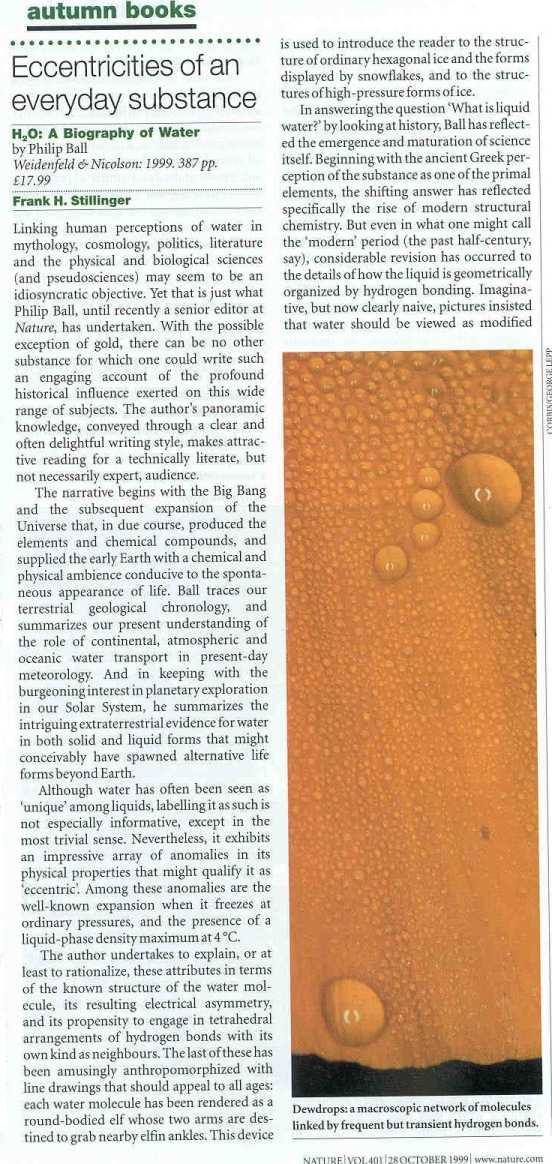 autumn books
Eccentricities of an
everyday substance
H₂O: A Biography of Water
by Philip Ball
Weidenfeld & Nicolson: 1999. 387 pp.
£17.99
Frank H. Stillinger
Linking human perceptions of water in
mythology, cosmology, politics, literature
and the physical and biological sciences
(and pseudosciences) may seem to be an
idiosyncratic objective. Yet that is just what
Philip Ball, until recently a senior editor at
Nature, has undertaken. With the possible
exception of gold, there can be no other
substance for which one could write such
an engaging account of the profound
historical influence exerted on this wide
range of subjects. The author's panoramic
knowledge, conveyed through a clear and
often delightful writing style, makes attrac-
tive reading for a technically literate, but
not necessarily expert, audience.
The narrative begins with the Big Bang
and the subsequent expansion of the
Universe that, in due course, produced the
elements and chemical compounds, and
supplied the early Earth with a chemical and
physical ambience conducive to the sponta-
neous appearance of life. Ball traces our
terrestrial geological chronology, and
summarizes our present understanding of
the role of continental, atmospheric and
oceanic water transport in present-day
meteorology. And in keeping with the
burgeoning interest in planetary exploration
in our Solar System, he summarizes the
intriguing extraterrestrial evidence for water
in both solid and liquid forms that might
conceivably have spawned alternative life
forms beyond Earth.
Although water has often been seen as
'unique' among liquids, labelling it as such is
not especially informative, except in the
most trivial sense. Nevertheless, it exhibits
an impressive array of anomalies in its
physical properties that might qualify it as
'eccentric'. Among these anomalies are the
well-known expansion when it freezes at
ordinary pressures, and the presence of a
liquid-phase density maximum at 4 °C.
The author undertakes to explain, or at
least to rationalize, these attributes in terms
of the known structure of the water mol-
ecule, its resulting electrical asymmetry,
and its propensity to engage in tetrahedral
arrangements of hydrogen bonds with its
own kind as neighbours. The last of these has
been amusingly anthropomorphized with
line drawings that should appeal to all ages:
each water molecule has been rendered as a
round-bodied elf whose two arms are des-
tined to grab nearby elfin ankles. This device
is used to introduce the reader to the struc-
ture of ordinary hexagonal ice and the forms
displayed by snowflakes, and to the struc-
tures of high-pressure forms of ice.
In answering the question 'What is liquid
water?' by looking at history, Ball has reflect-
ed the emergence and maturation of science
itself. Beginning with the ancient Greek per-
ception of the substance as one of the primal
elements, the shifting answer has reflected
specifically the rise of modern structural
chemistry. But even in what one might call
the 'modern' period (the past half-century,
say), considerable revision has occurred to
the details of how the liquid is geometrically
organized by hydrogen bonding. Imagina-
tive, but now clearly naive, pictures insisted
that water should be viewed as modified
CORBIS/GEORGE LEPP
Dewdrops: a macroscopic network of molecules
linked by frequent but transient hydrogen bonds.
NATURE | VOL 401 | 28 OCTOBER 1999 | www.nature.com